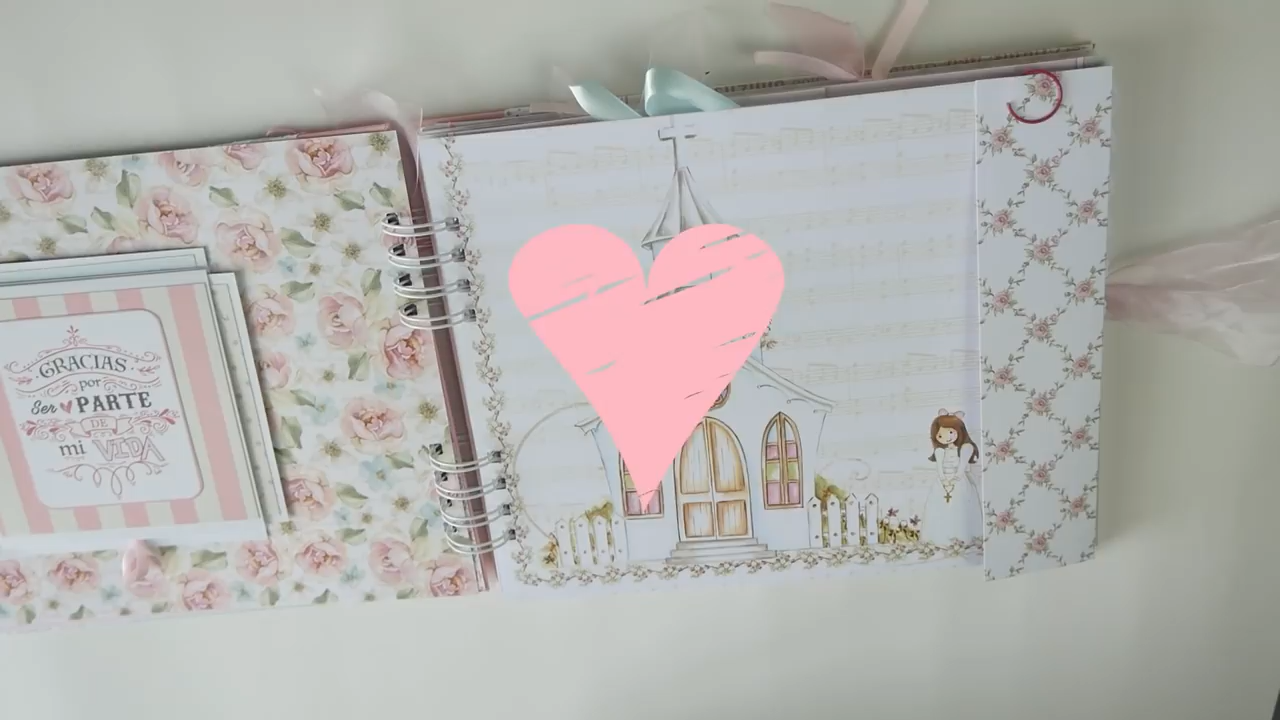 GRACIAS
por
Ser PARTE
DE
mi VIDA